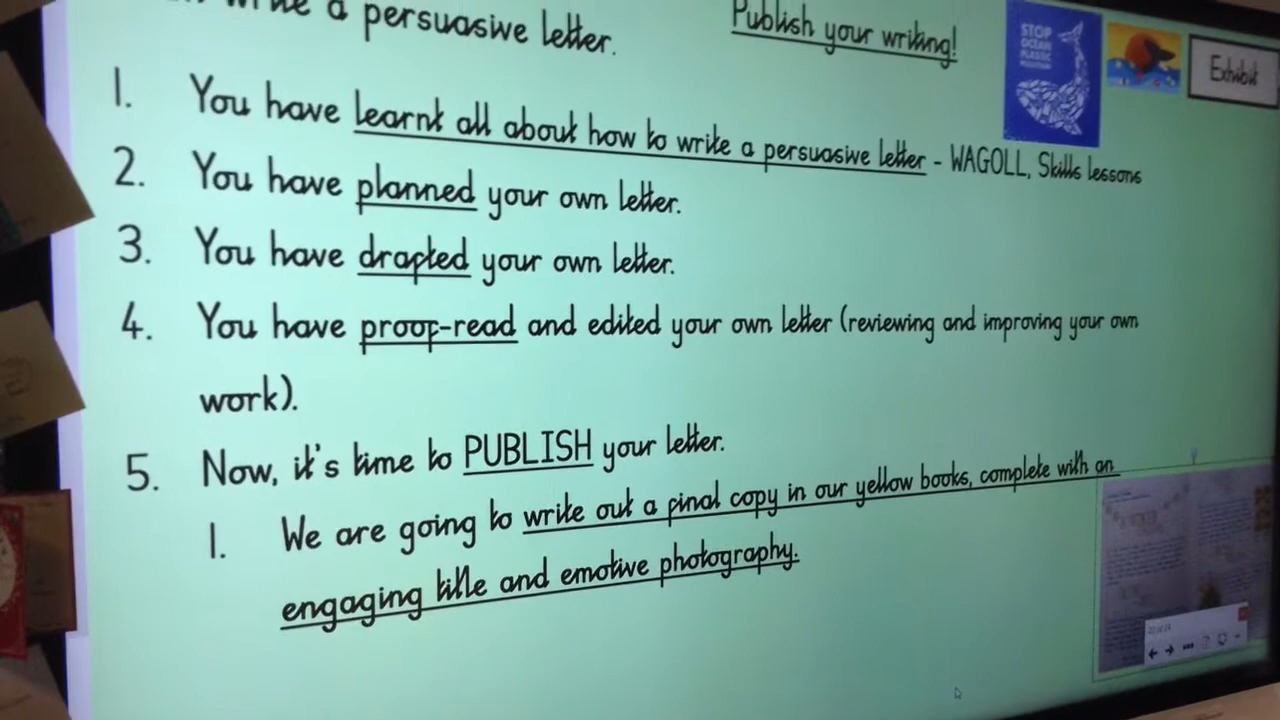 write a persuasive letter.
Publish your writing!
STOP
OCEAN
PLASTIC
Exhibit
1. You have learnt all about how to write a persuasive letter - WAGOLL, Skills lessons
2. You have planned your own letter.
3. You have drafted your own letter.
4. You have proof-read and edited your own letter (reviewing and improving your own
work).
5. Now, it's time to PUBLISH your letter.
1. We are going to write out a final copy in our yellow books, complete with an
engaging title and emotive photography.